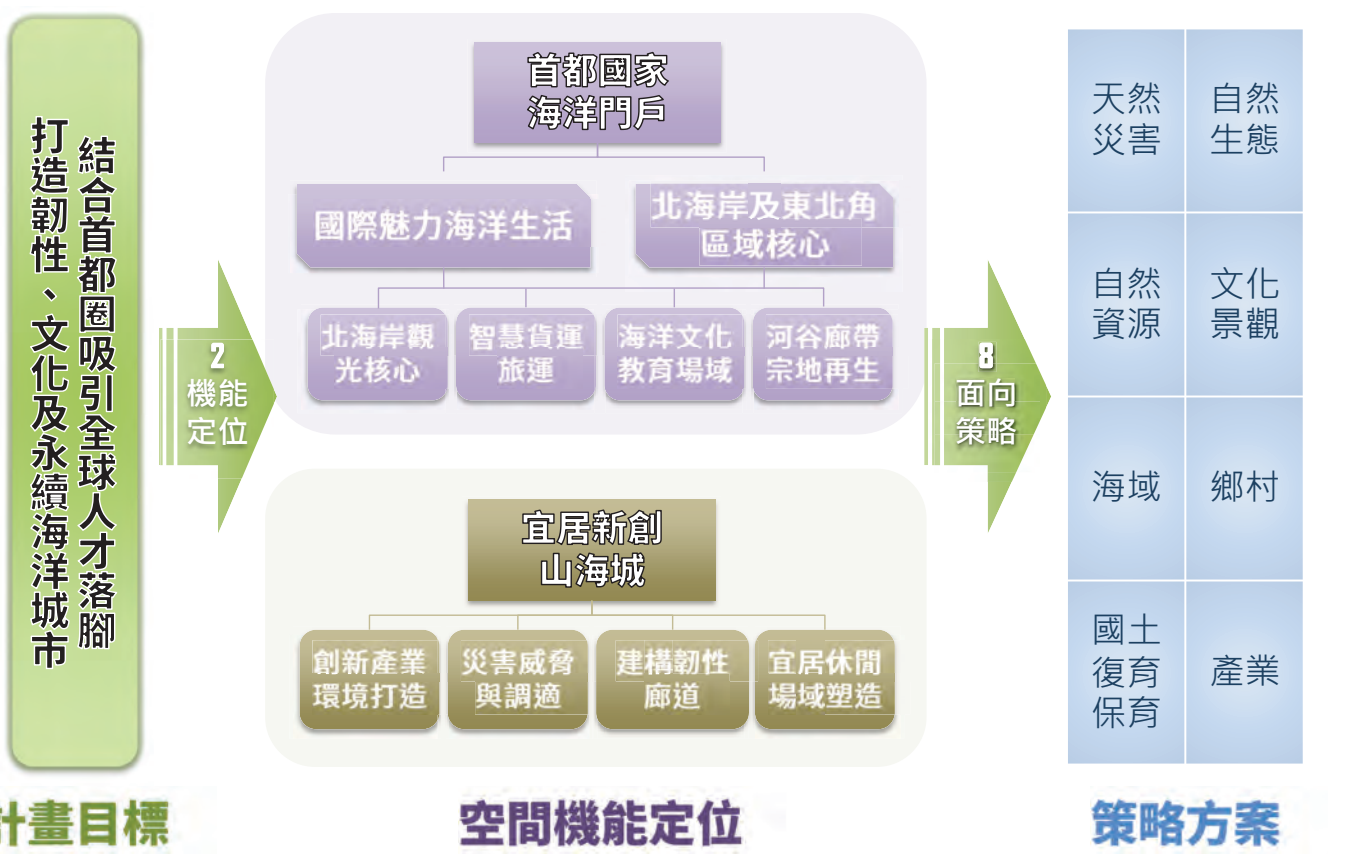 結合首都圈吸引全球人才落腳
打造韌性、文化及永續海洋城市
2
機能
定位
首都國家
海洋門戶
國際魅力海洋生活
北海岸及東北角
區域核心
北海岸觀
光核心
智慧貨運
旅運
海洋文化
教育場域
河谷廊帶
宗地再生
宜居新創
山海城
創新產業
環境打造
災害威脅
與調適
建構韌性
廊道
宜居休閒
場域塑造
8
面向
策略
天然
災害
自然
生態
自然
資源
文化
景觀
海域
鄉村
國土
復育
保育
產業
計畫目標
空間機能定位
策略方案